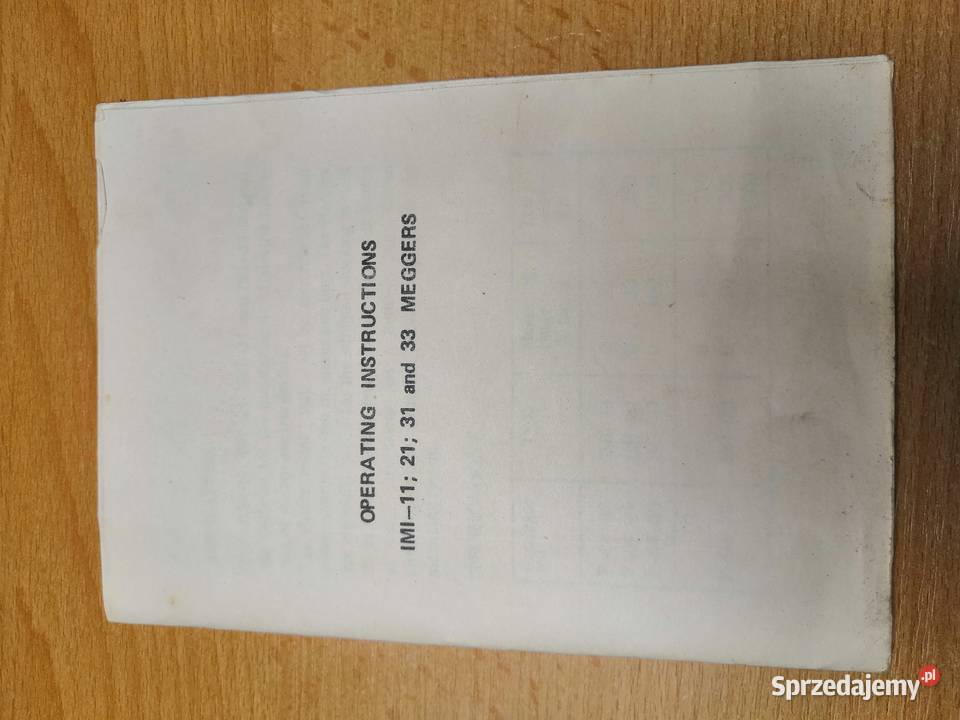 OPERATING INSTRUCTIONS
IMI—11; 21; 31 and 33 MEGGERS
Sprzedajemy.pl